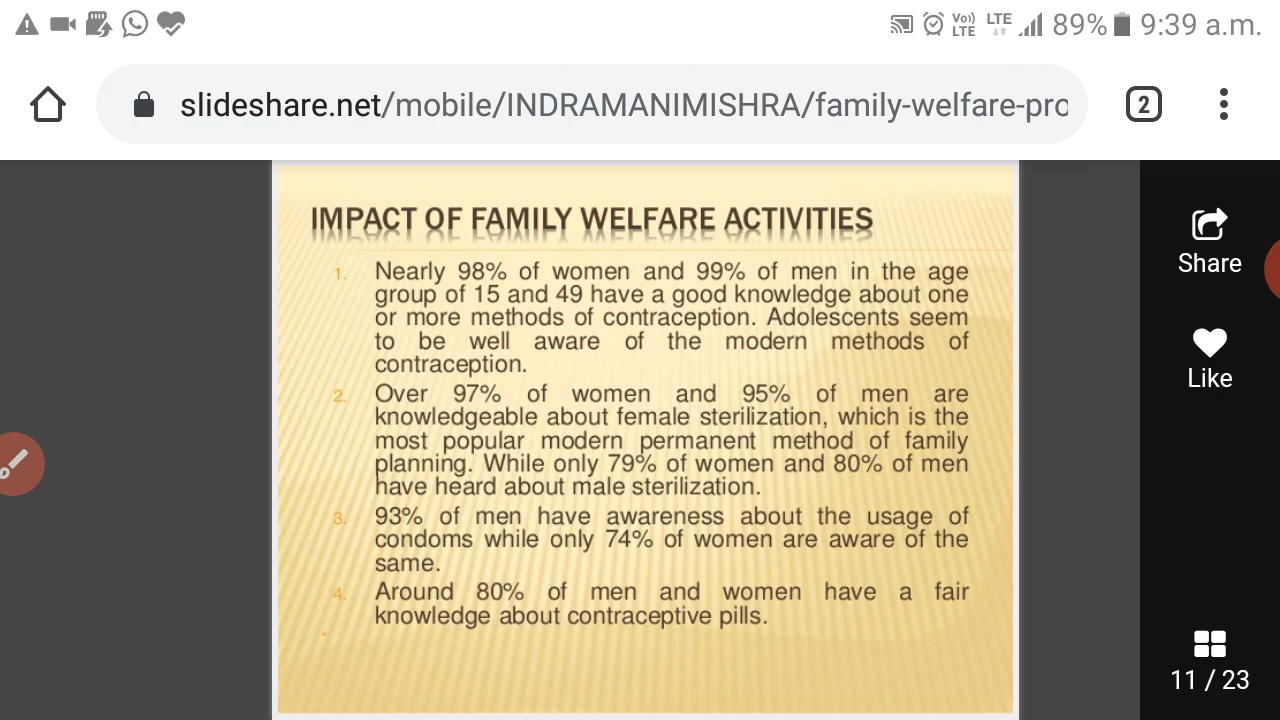 Vo)) LTE LTE 89% 9:39 a.m.
slideshare.net/mobile/INDRAMANIMISHRA/family-welfare-pro
2
IMPACT OF FAMILY WELFARE ACTIVITIES
1. Nearly 98% of women and 99% of men in the age
group of 15 and 49 have a good knowledge about one
or more methods of contraception. Adolescents seem
to be well aware of the modern methods of
contraception.
2. Over 97% of women and 95% of men are
knowledgeable about female sterilization, which is the
most popular modern permanent method of family
planning. While only 79% of women and 80% of men
have heard about male sterilization.
3. 93% of men have awareness about the usage of
condoms while only 74% of women are aware of the
same.
4. Around 80% of men and women have a fair
knowledge about contraceptive pills.
Share
Like
11 / 23